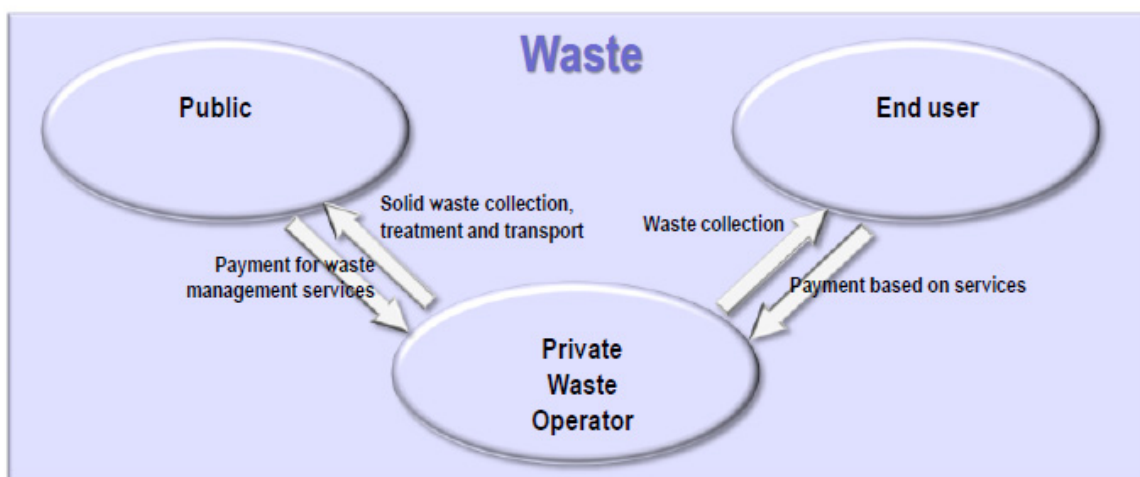 Waste
Public
End user
Solid waste collection,
treatment and transport
Waste collection
Payment for waste
management services
Payment based on services
Private
Waste
Operator